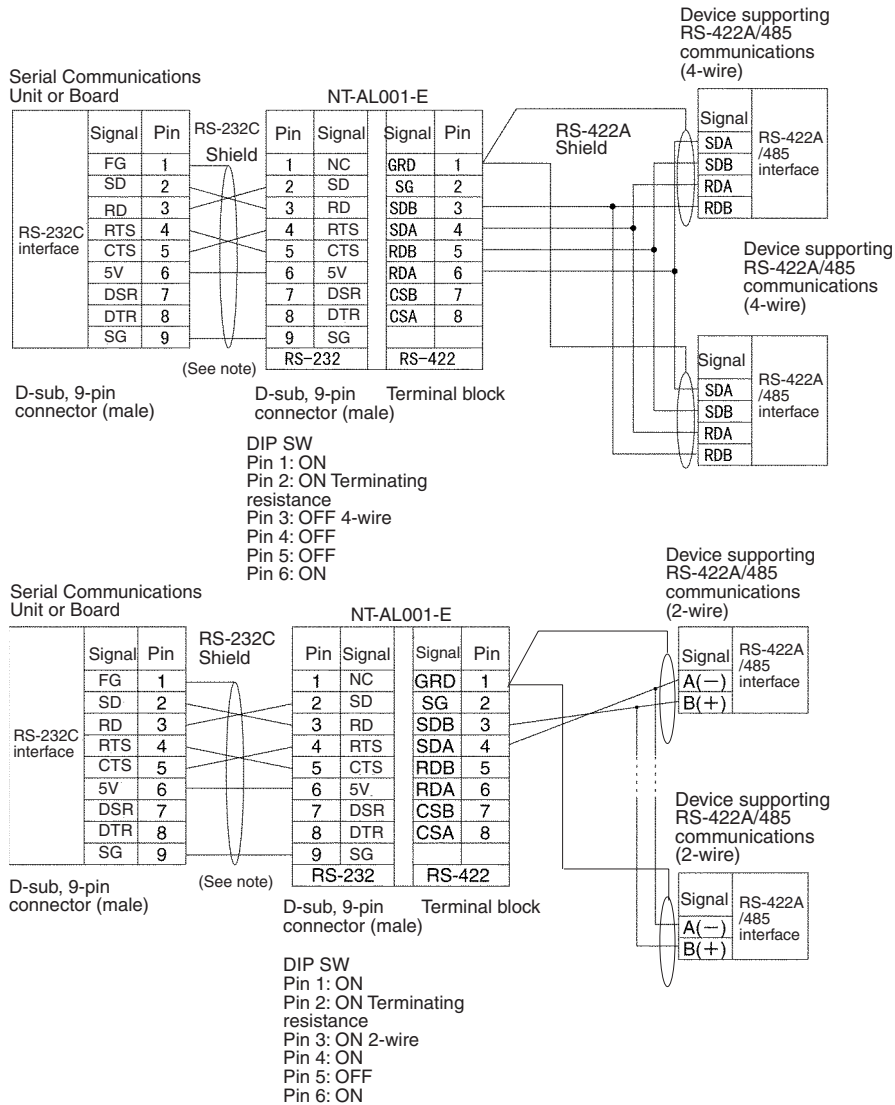 Device supporting
RS-422A/485
communications
(4-wire)
Serial Communications
Unit or Board
NT-AL001-E
Signal Pin RS-232C Pin Signal Signal Pin RS-422A Signal
Shield Shield
RS-232C
interface
FG 1 1 NC GRD 1
SD 2 2 SD SG 2
RD 3 3 RD SDB 3
RTS 4 4 RTS SDA 4
CTS 5 5 CTS RDB 5
5V 6 6 5V RDA 6
DSR 7 7 DSR CSB 7
DTR 8 8 DTR CSA 8
SG 9 9 SG
RS-232 RS-422
SDA
SDB
RDA
RDB
RS-422A
/485
interface
Device supporting
RS-422A/485
communications
(4-wire)
Signal
SDA
SDB
RDA
RDB
RS-422A
/485
interface
(See note)
D-sub, 9-pin
connector (male)
D-sub, 9-pin
connector (male)
Terminal block
DIP SW
Pin 1: ON
Pin 2: ON Terminating
resistance
Pin 3: OFF 4-wire
Pin 4: OFF
Pin 5: OFF
Pin 6: ON
Device supporting
RS-422A/485
communications
(2-wire)
Serial Communications
Unit or Board
NT-AL001-E
RS-232C
Shield
Signal Pin Pin Signal Signal Pin
RS-232C
interface
FG 1 1 NC GRD 1
SD 2 2 SD SG 2
RD 3 3 RD SDB 3
RTS 4 4 RTS SDA 4
CTS 5 5 CTS RDB 5
5V 6 6 5V. RDA 6
DSR 7 7 DSR CSB 7
DTR 8 8 DTR CSA 8
SG 9 9 SG
RS-232 RS-422
Signal
A(−)
B(+)
RS-422A
/485
interface
Device supporting
RS-422A/485
communications
(2-wire)
Signal
A(−)
B(+)
RS-422A
/485
interface
(See note)
D-sub, 9-pin
connector (male)
D-sub, 9-pin
connector (male)
Terminal block
DIP SW
Pin 1: ON
Pin 2: ON Terminating
resistance
Pin 3: ON 2-wire
Pin 4: ON
Pin 5: OFF
Pin 6: ON